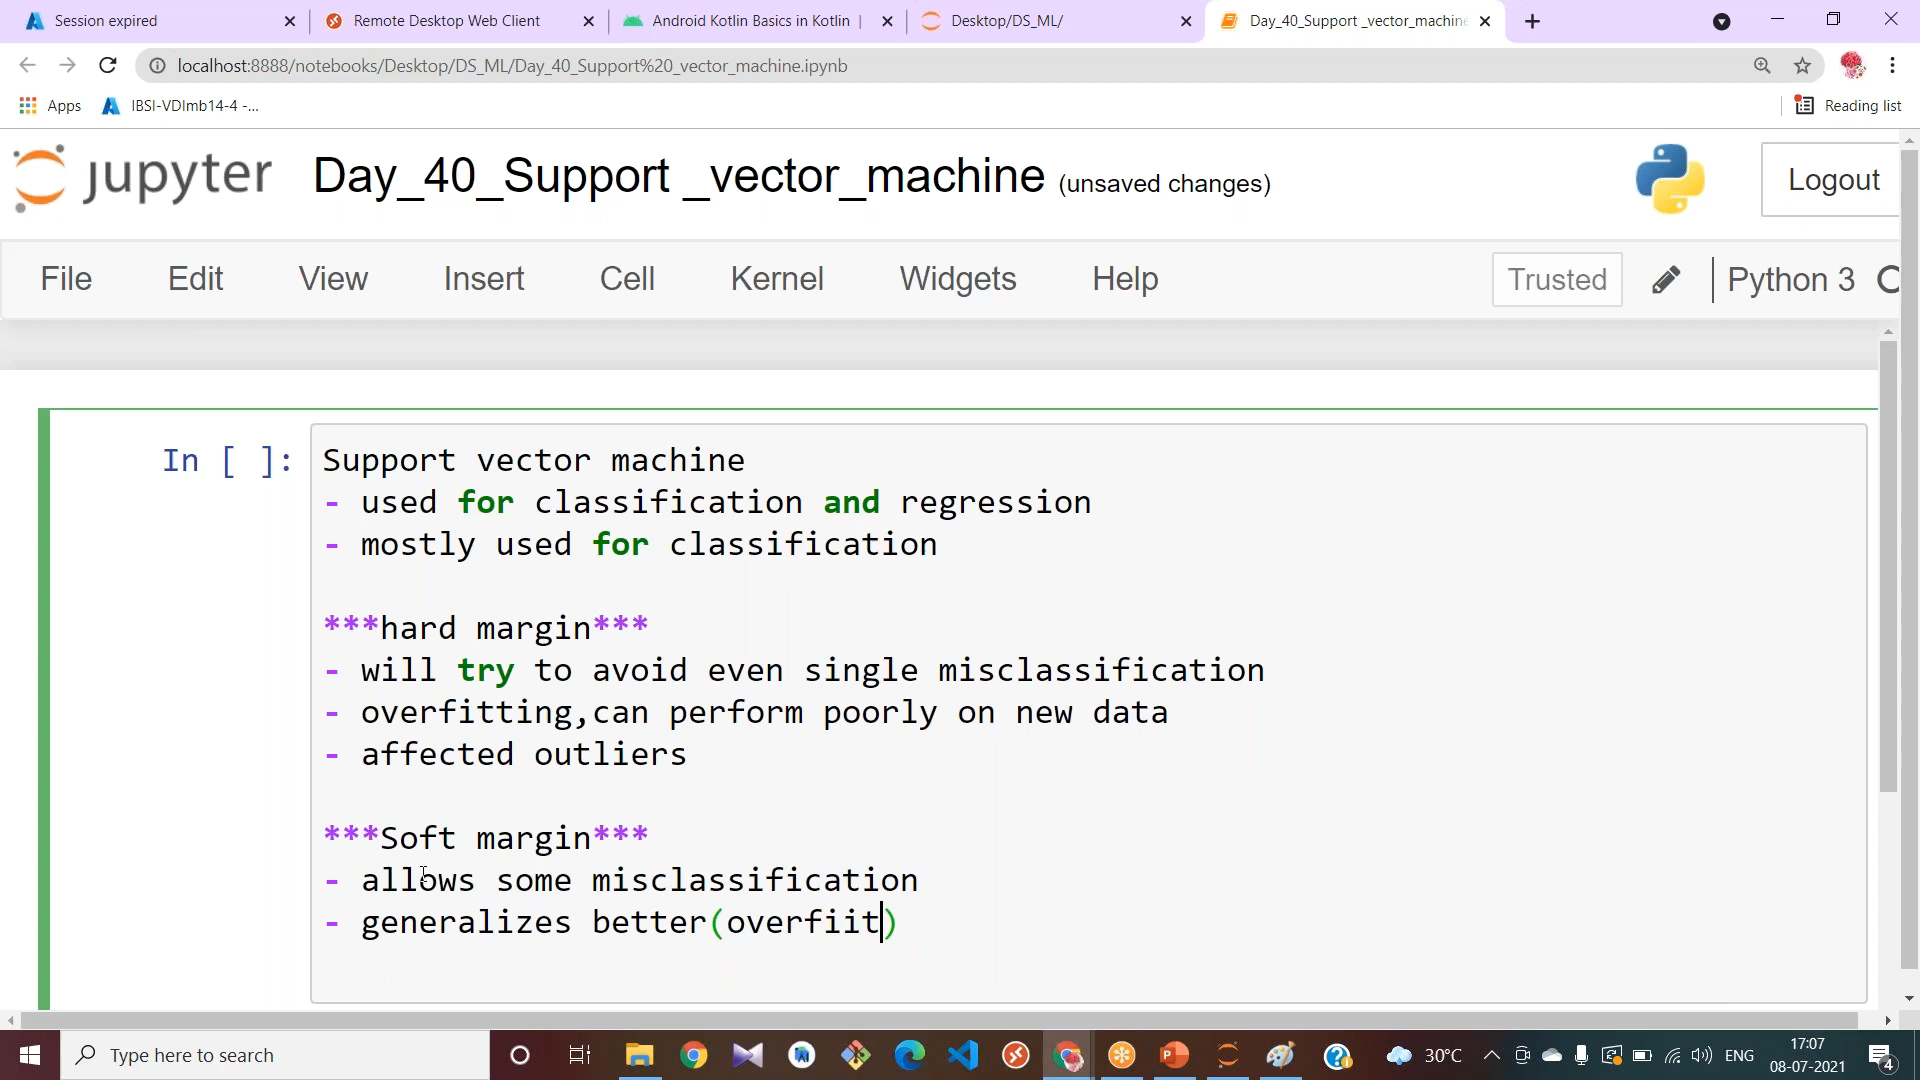 Session expired
Remote Desktop Web Client
Android Kotlin Basics in Kotlin |
Desktop/DS_ML/
Day_40_Support _vector_machine
localhost:8888/notebooks/Desktop/DS_ML/Day_40_Support%20_vector_machine.ipynb
Apps
IBSI-VDImb14-4 -...
Reading list
jupyter
Day_40_Support _vector_machine (unsaved changes)
Logout
File Edit View Insert Cell Kernel Widgets Help
Trusted
Python 3
In [ ]:
Support vector machine
- used for classification and regression
- mostly used for classification
***hard margin***
- will try to avoid even single misclassification
- overfitting,can perform poorly on new data
- affected outliers
***Soft margin***
- allows some misclassification
- generalizes better(overfiit)
Type here to search
30°C
ENG
17:07
08-07-2021
4